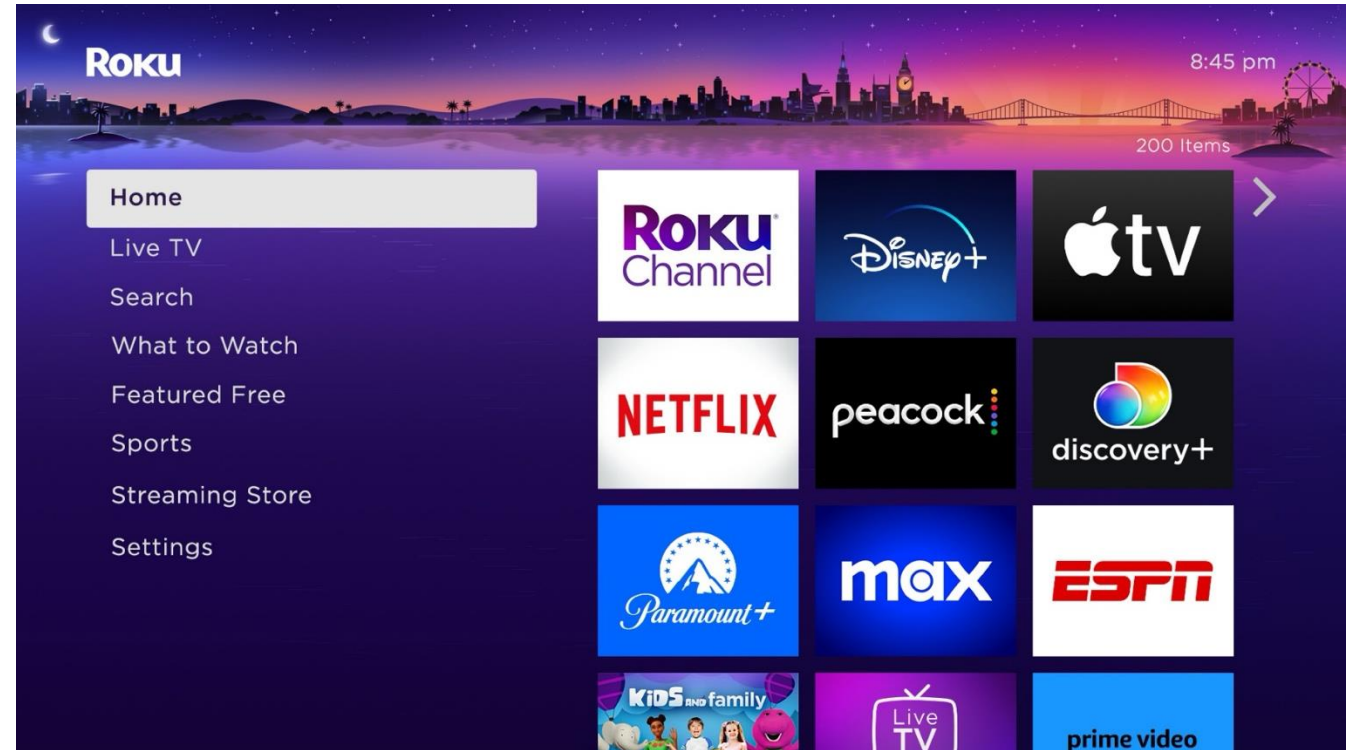 Roku
8:45 pm
200 Items
Home
Live TV
Search
What to Watch
Featured Free
Sports
Streaming Store
Settings
Roku
Channel
Disney+
tv
NETFLIX
peacock
discovery+
Paramount+
max
ESPN
KiDS AND family
Live
TV
prime video